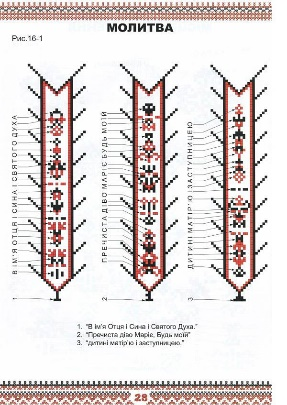 МОЛИТВА
Рис.16-1
В ІМ'Я ОТЦЯ І СИНА І СВЯТОГО ДУХА
ПРЕЧИСТА ДІВО МАРІЄ БУДЬ МОЇЙ
ДИТИНІ МАТІР'Ю І ЗАСТУПНИЦЕЮ
1
2
3
1. "В ім'я Отця і Сина і Святого Духа."
2. "Пречиста діво Маріє, Будь моїй"
3. "дитині матір'ю і заступницею."
28